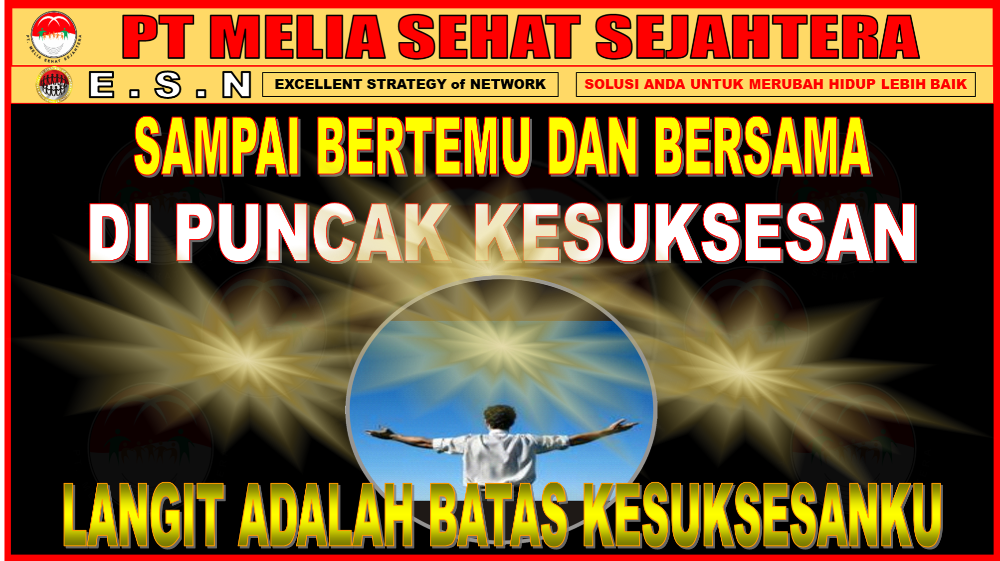 PT MELIA SEHAT SEJAHTERA
PT. MELIA SEHAT SEJAHTERA
E . S . N
EXCELLENT STRATEGY of NETWORK
SOLUSI ANDA UNTUK MERUBAH HIDUP LEBIH BAIK
SAMPAI BERTEMU DAN BERSAMA
DI PUNCAK KESUKSESAN
LANGIT ADALAH BATAS KESUKSESANKU